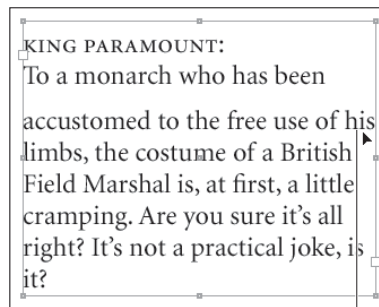 KING PARAMOUNT:
To a monarch who has been
accustomed to the free use of his
limbs, the costume of a British
Field Marshal is, at first, a little
cramping. Are you sure it’s all
right? It’s not a practical joke, is
it?